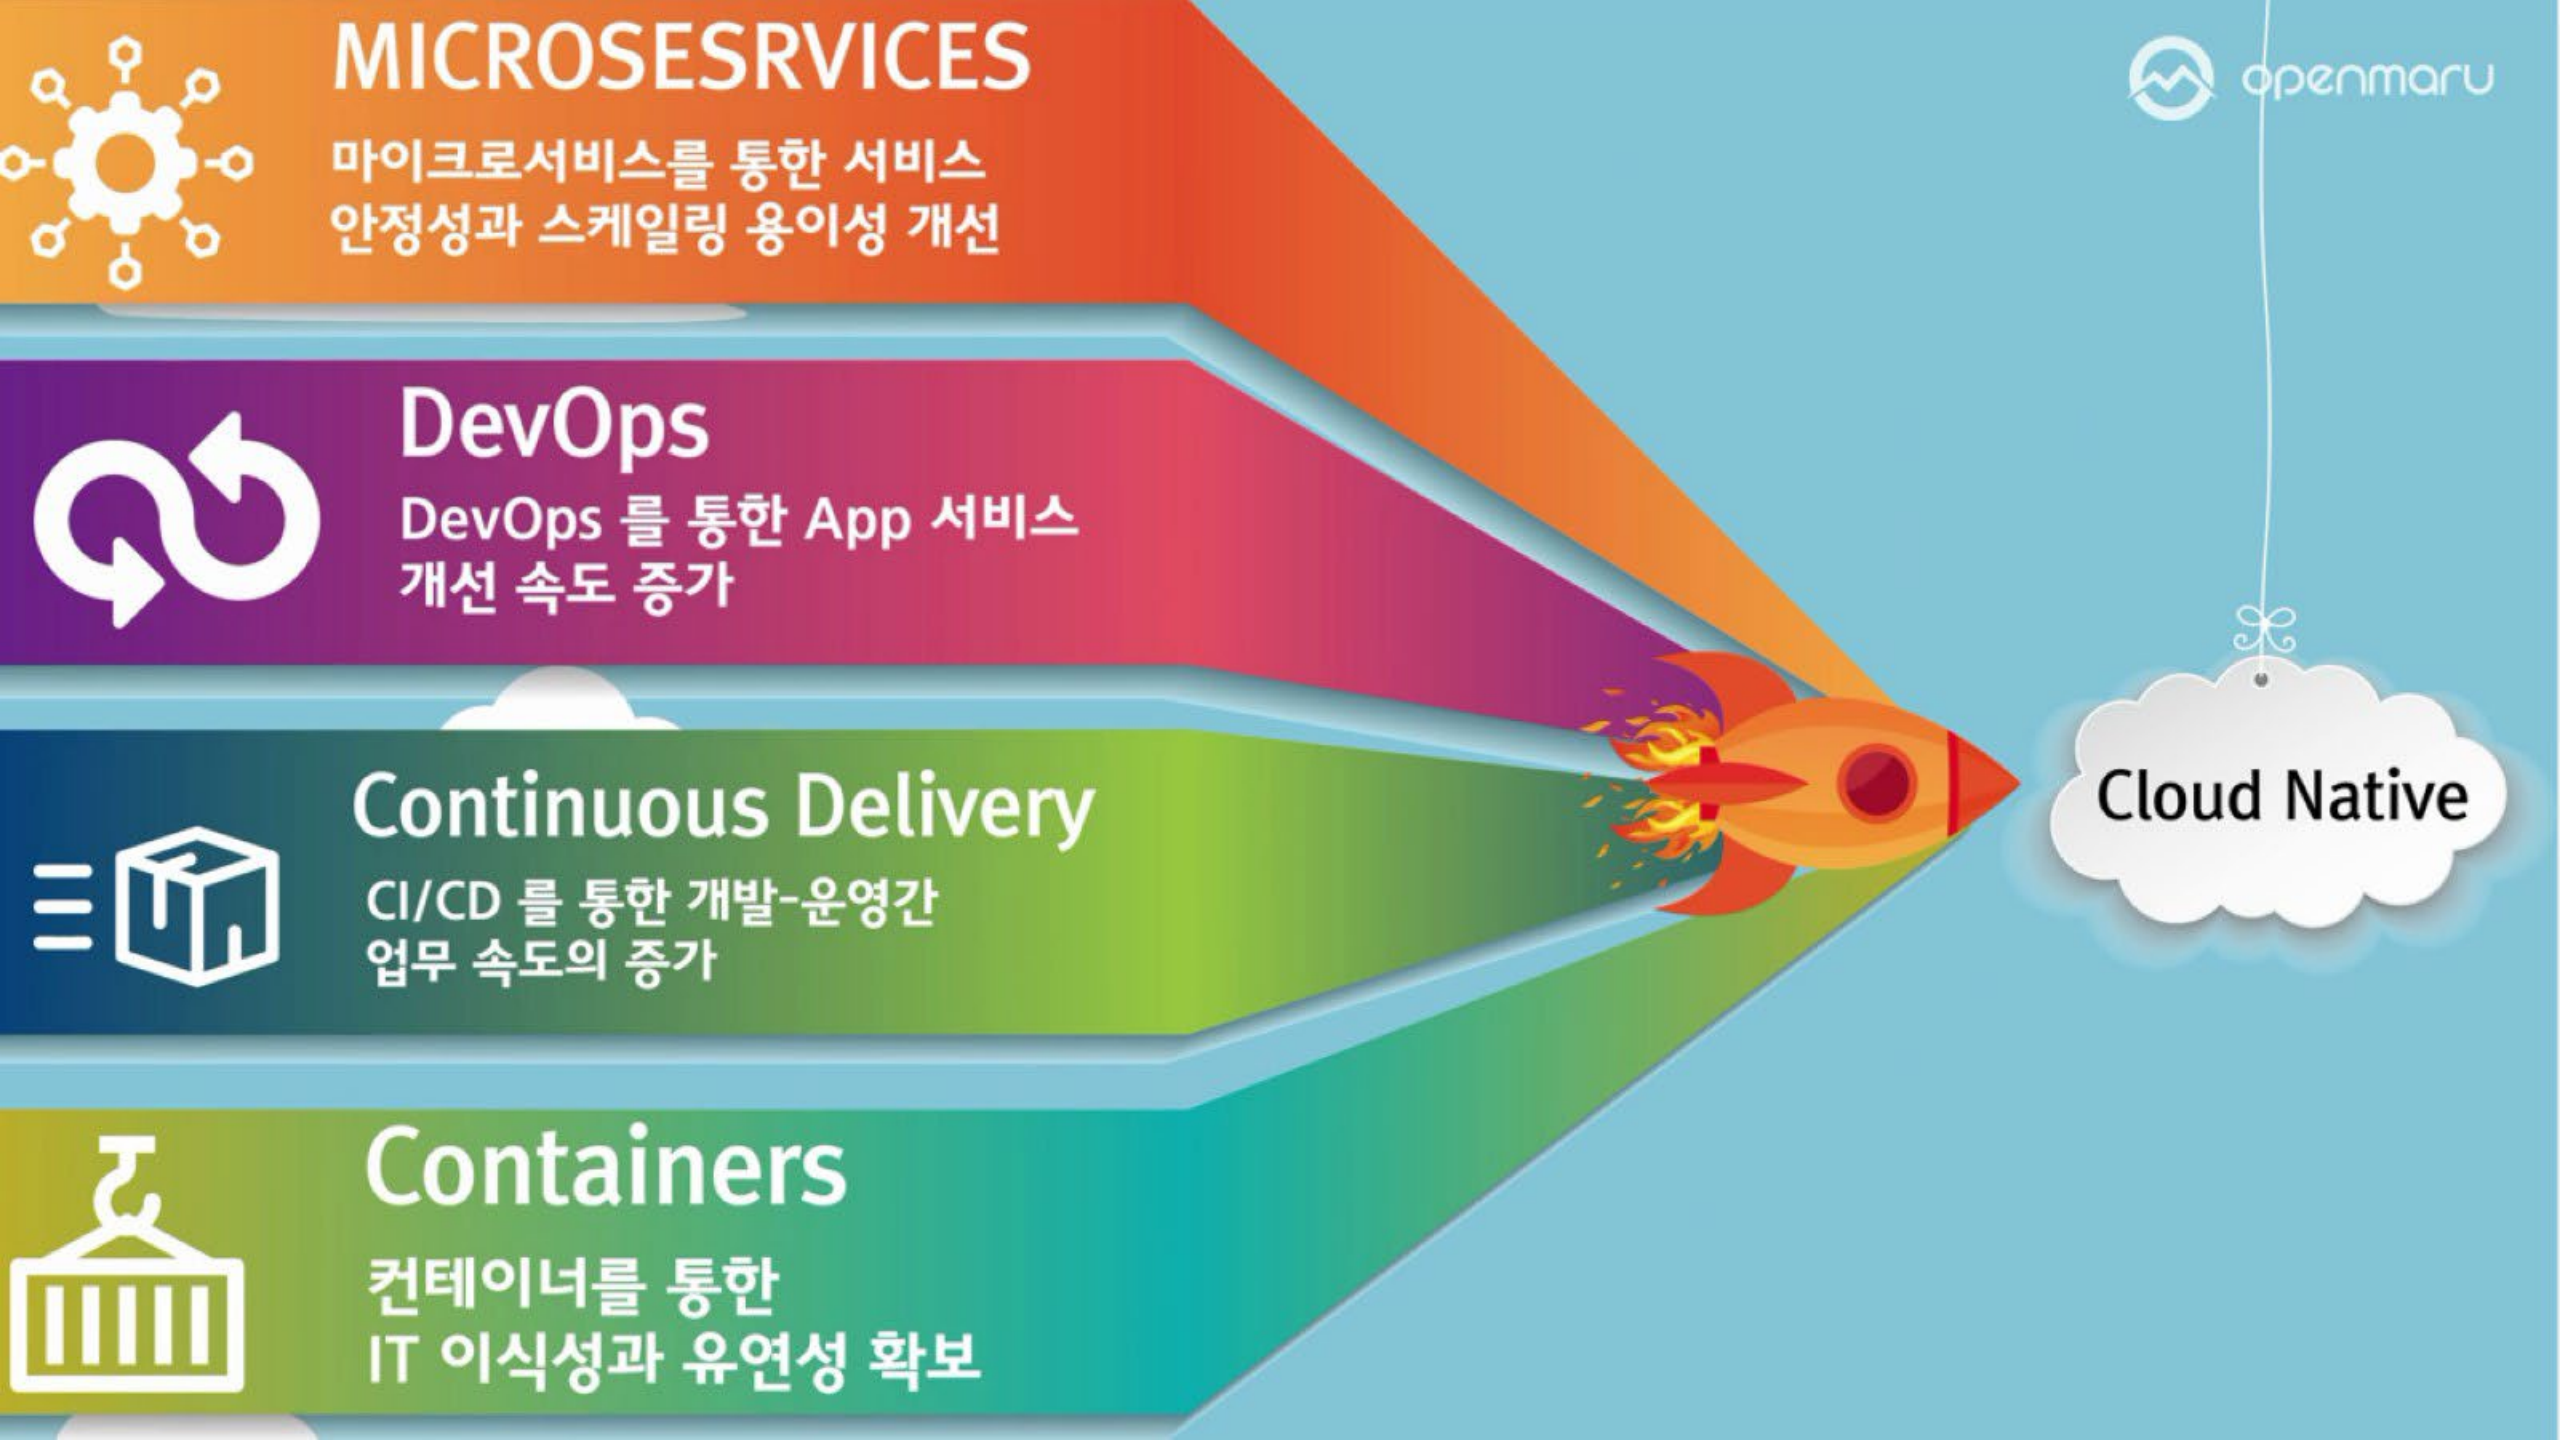 MICROSESRVICES
마이크로서비스를 통한 서비스
안정성과 스케일링 용이성 개선
DevOps
DevOps 를 통한 App 서비스
개선 속도 증가
Continuous Delivery
CI/CD 를 통한 개발-운영간
업무 속도의 증가
Containers
컨테이너를 통한
IT 이식성과 유연성 확보
openmaru
Cloud Native